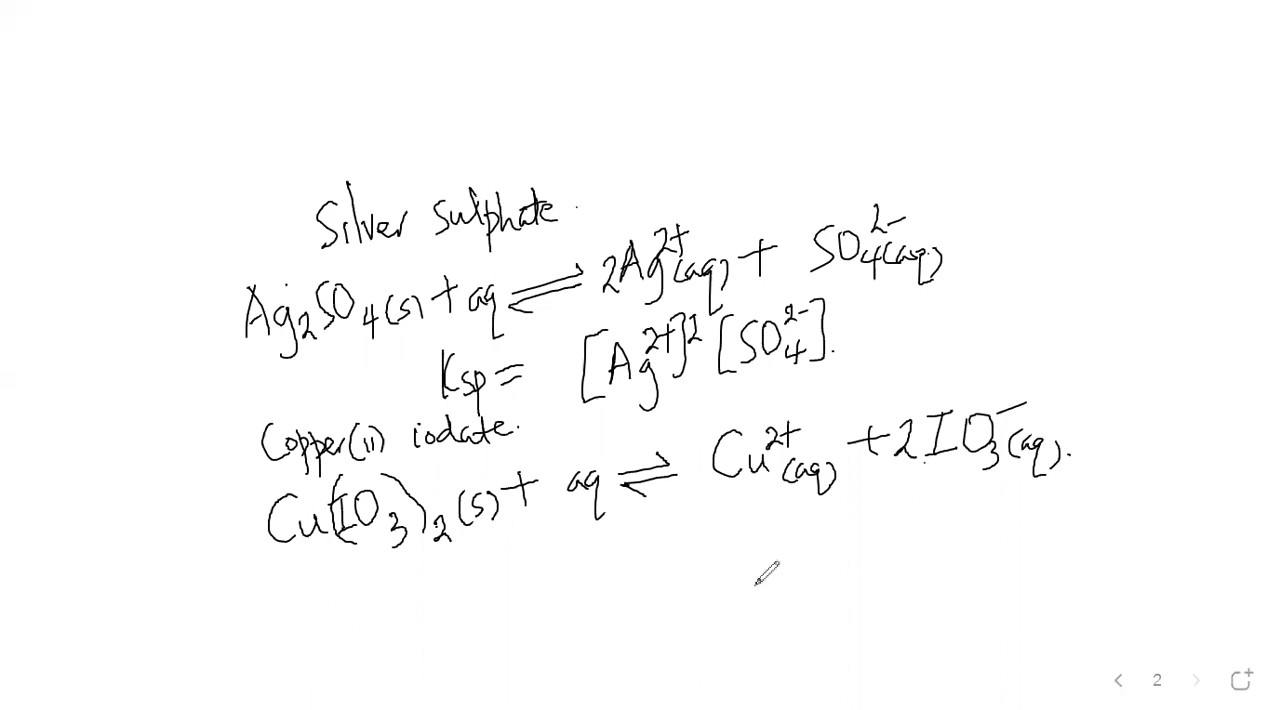 Silver sulphate.
Ag₂SO₄(s) + aq ⇌ 2Ag²⁺(aq) + SO₄²⁻(aq)
Ksp = [Ag²⁺]² [SO₄²⁻].
Copper(ii) iodate.
Cu(IO₃)₂(s) + aq ⇌ Cu²⁺(aq) + 2IO₃⁻(aq).
2